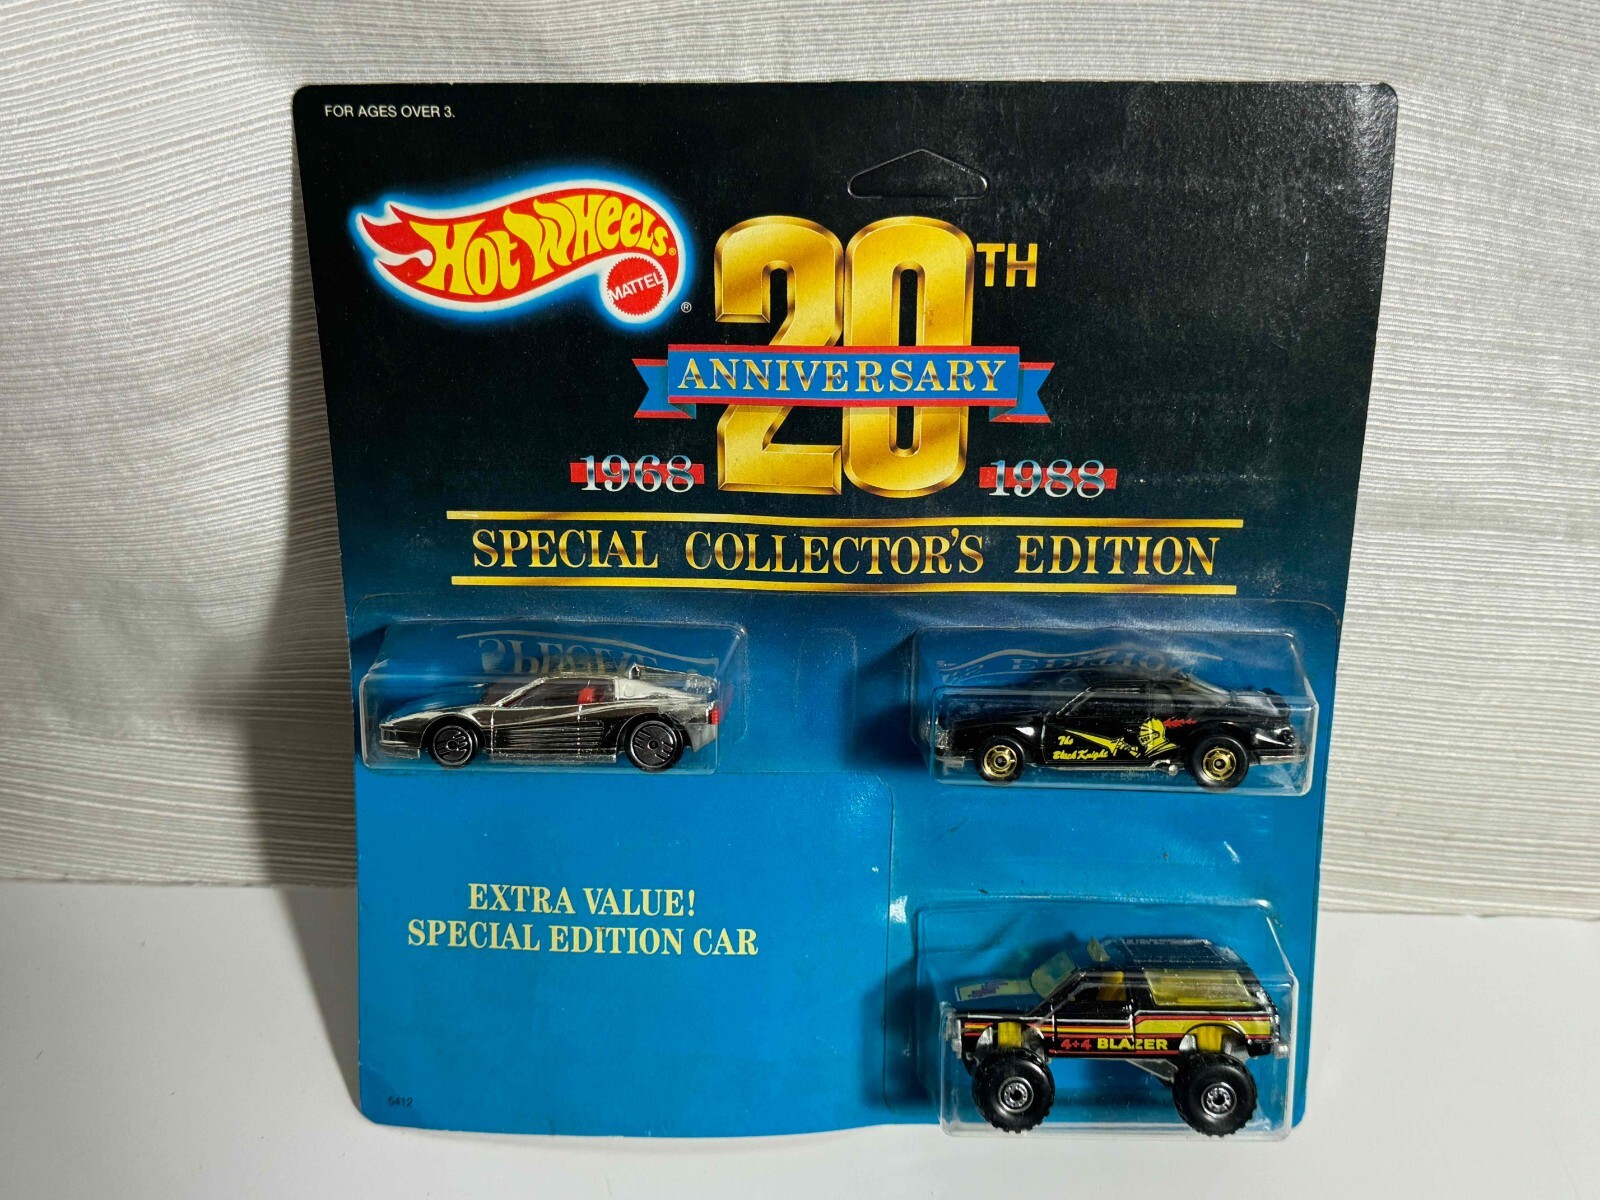 FOR AGES OVER 3.
HOT WHEELS®
MATTEL
®
20TH
ANNIVERSARY
1968 1988
SPECIAL COLLECTOR'S EDITION
The
Black Knight
EXTRA VALUE!
SPECIAL EDITION CAR
4×4 BLAZER
5412